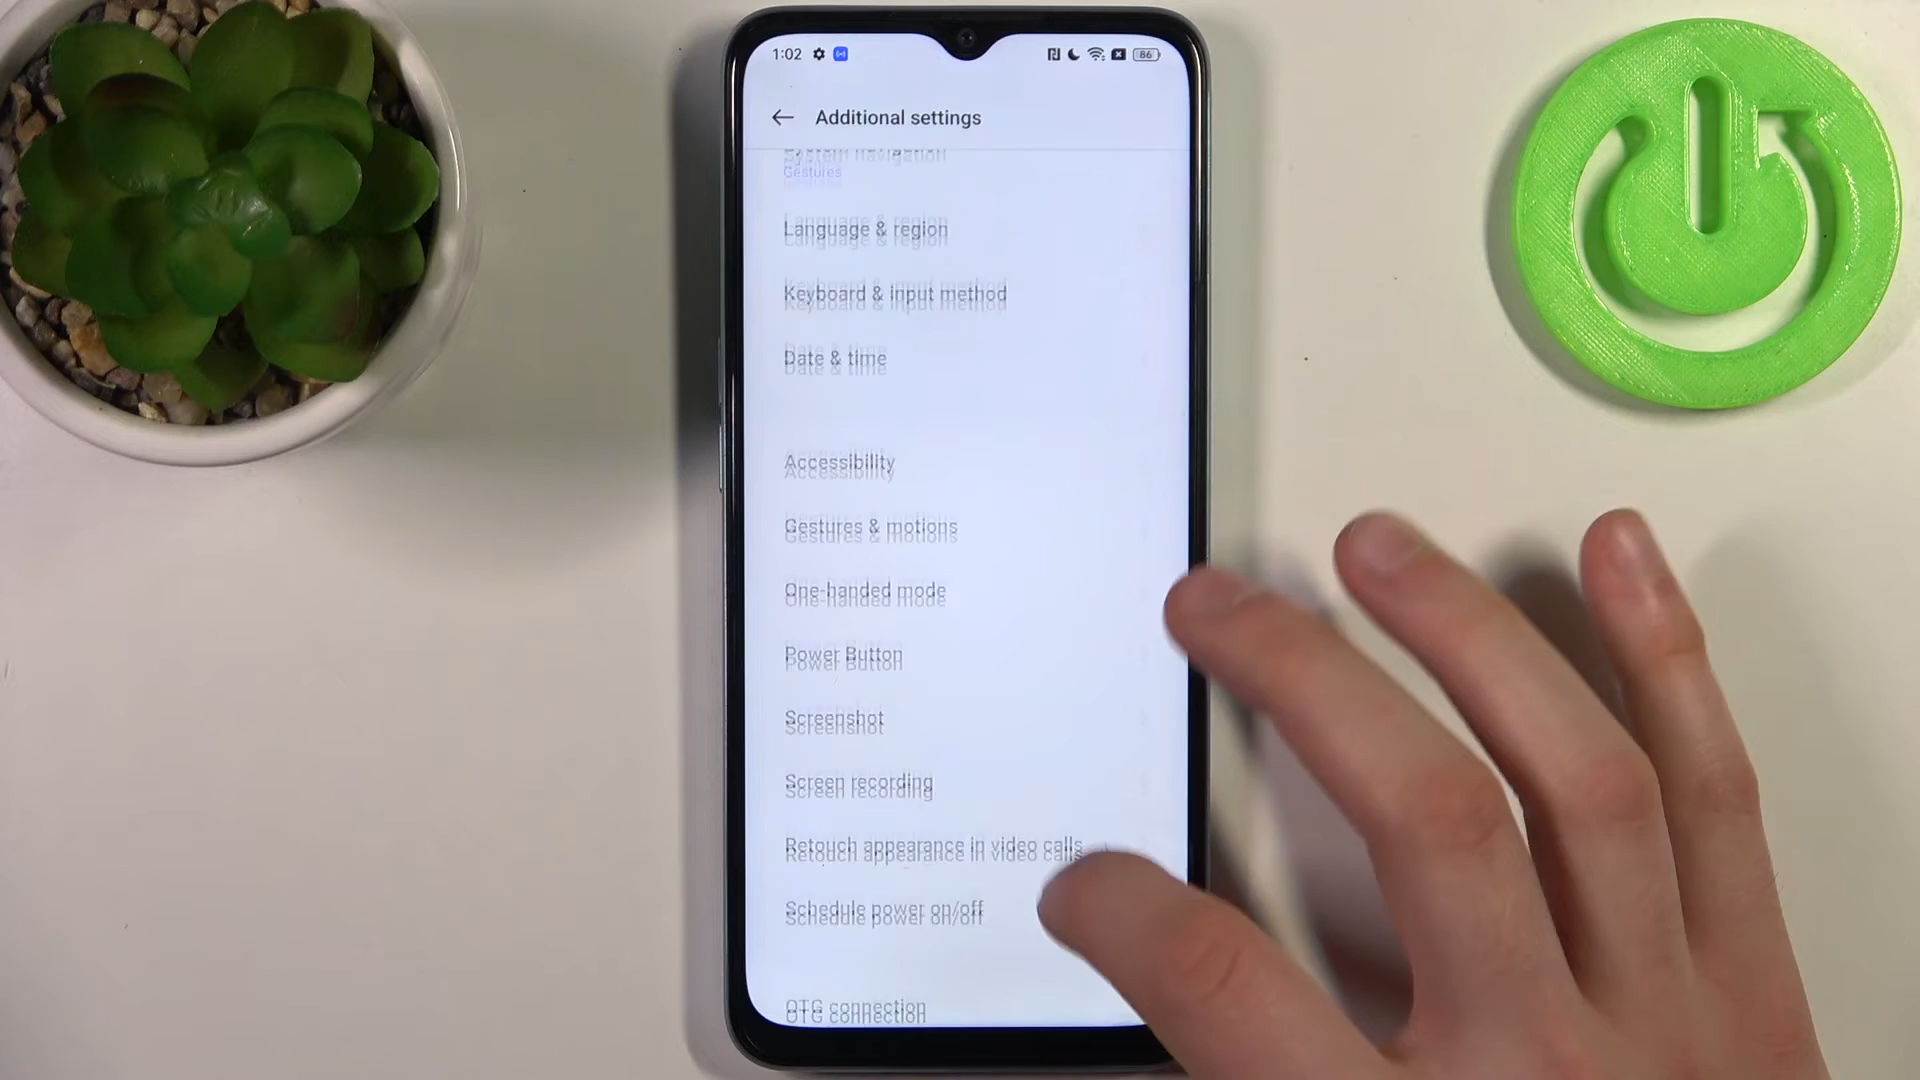 1:02
86
Additional settings
System navigation
Gestures
Language & region
Keyboard & input method
Date & time
Accessibility
Gestures & motions
One-handed mode
Power Button
Screenshot
Screen recording
Retouch appearance in video calls
Schedule power on/off
OTG connection